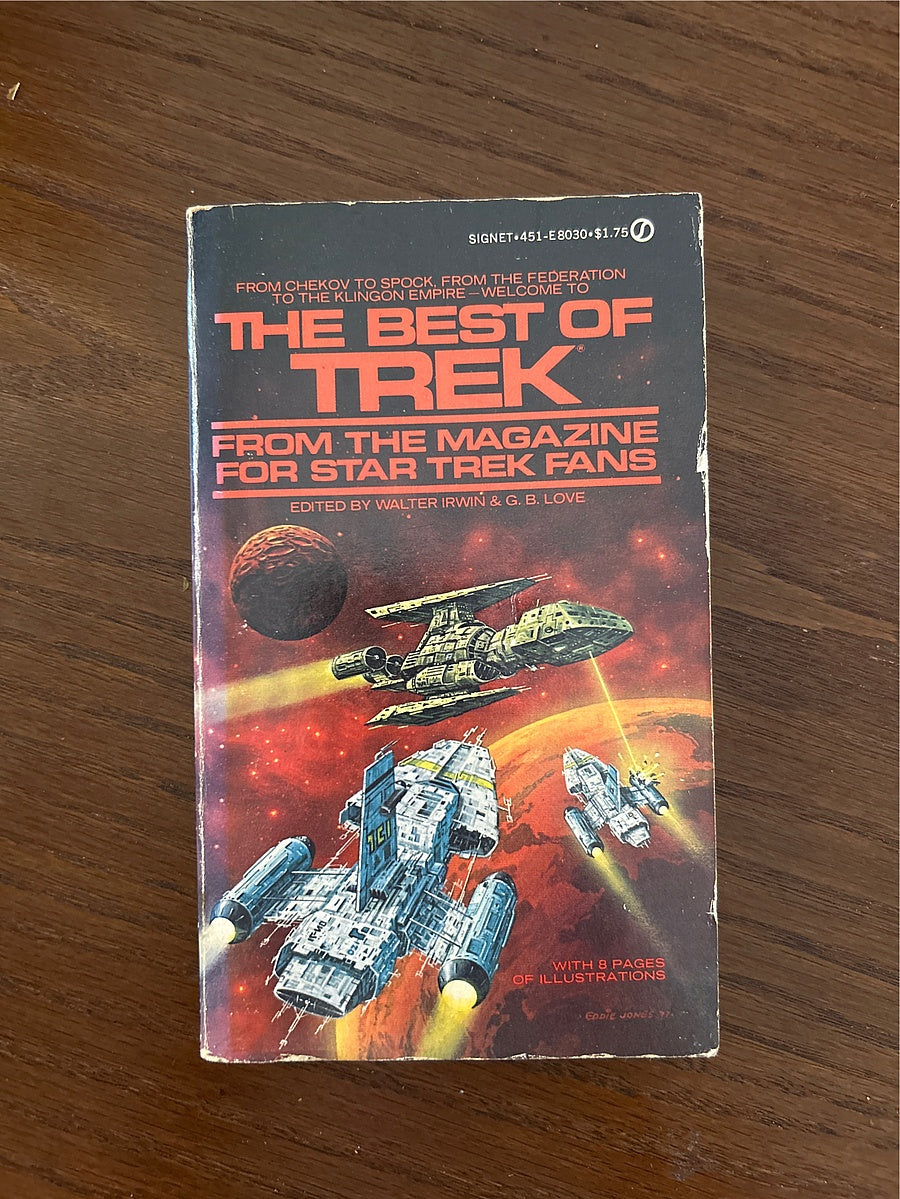 SIGNET•451-E8030•$1.75
FROM CHEKOV TO SPOCK, FROM THE FEDERATION
TO THE KLINGON EMPIRE—WELCOME TO
THE BEST OF
TREK®
FROM THE MAGAZINE
FOR STAR TREK FANS
EDITED BY WALTER IRWIN & G. B. LOVE
WITH 8 PAGES
OF ILLUSTRATIONS
EDDIE JONES 77